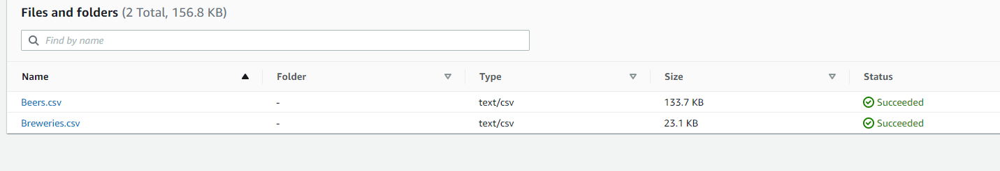 Files and folders (2 Total, 156.8 KB)
Find by name
Name Folder Type Size Status
Beers.csv - text/csv 133.7 KB Succeeded
Breweries.csv - text/csv 23.1 KB Succeeded